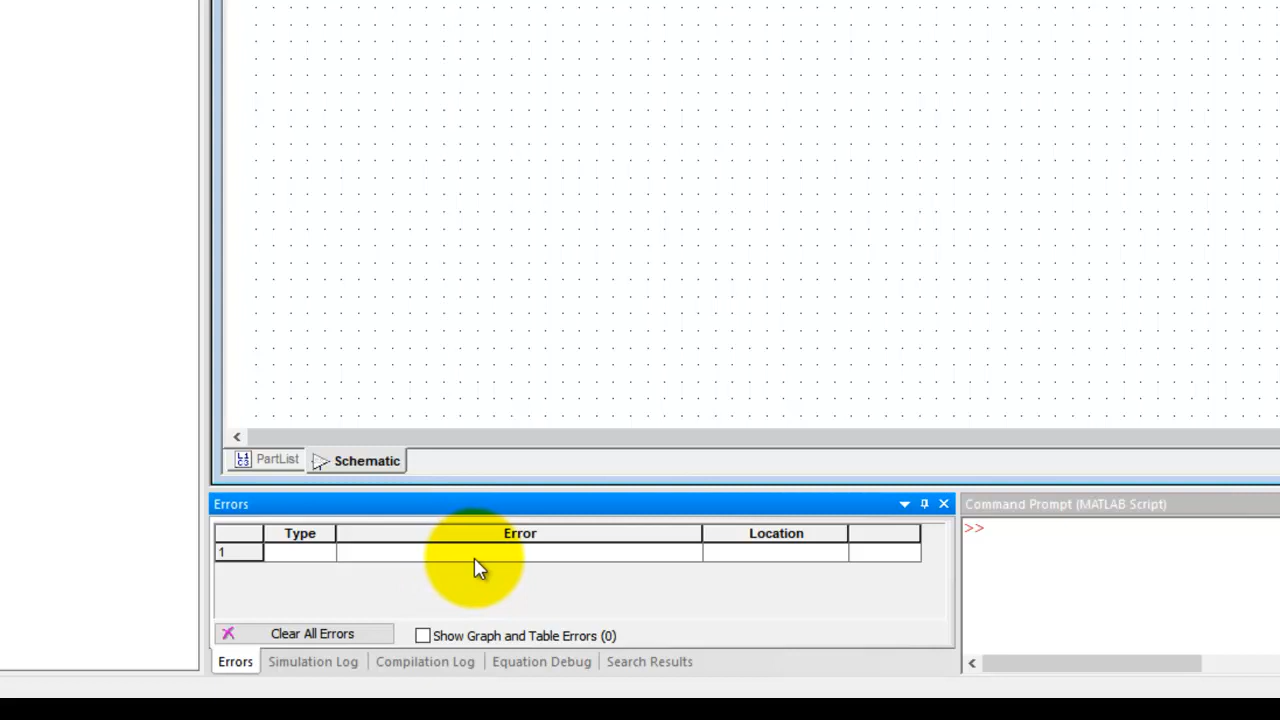 PartList Schematic
Errors
Type Error Location
1
Clear All Errors Show Graph and Table Errors (0)
Errors Simulation Log Compilation Log Equation Debug Search Results
Command Prompt (MATLAB Script)
>>